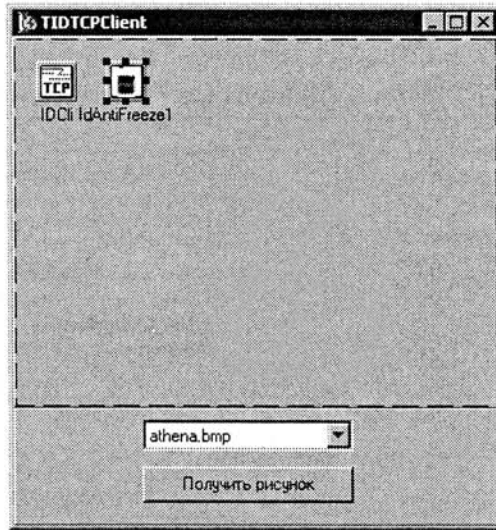 TIDTCPClient
TCP
IDCli IdAntiFreeze1
athena.bmp
Получить рисунок